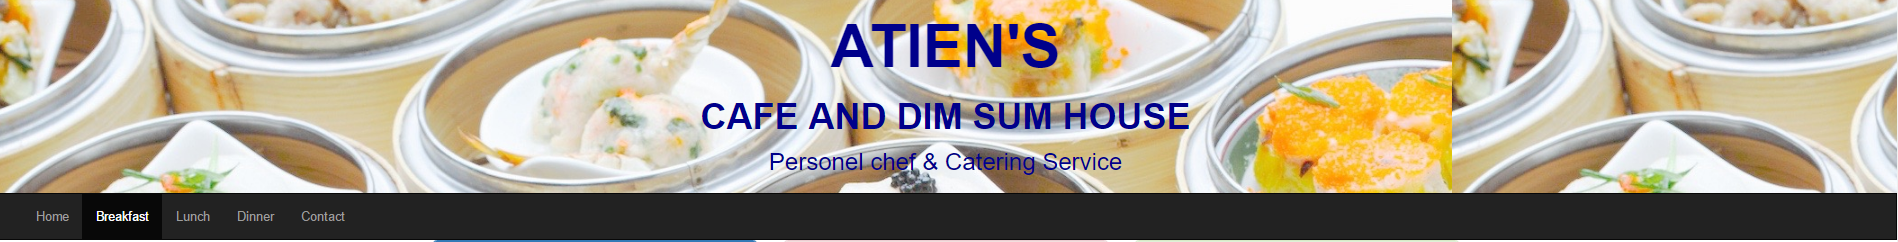 ATIEN'S
CAFE AND DIM SUM HOUSE
Personel chef & Catering Service
Home Breakfast Lunch Dinner Contact